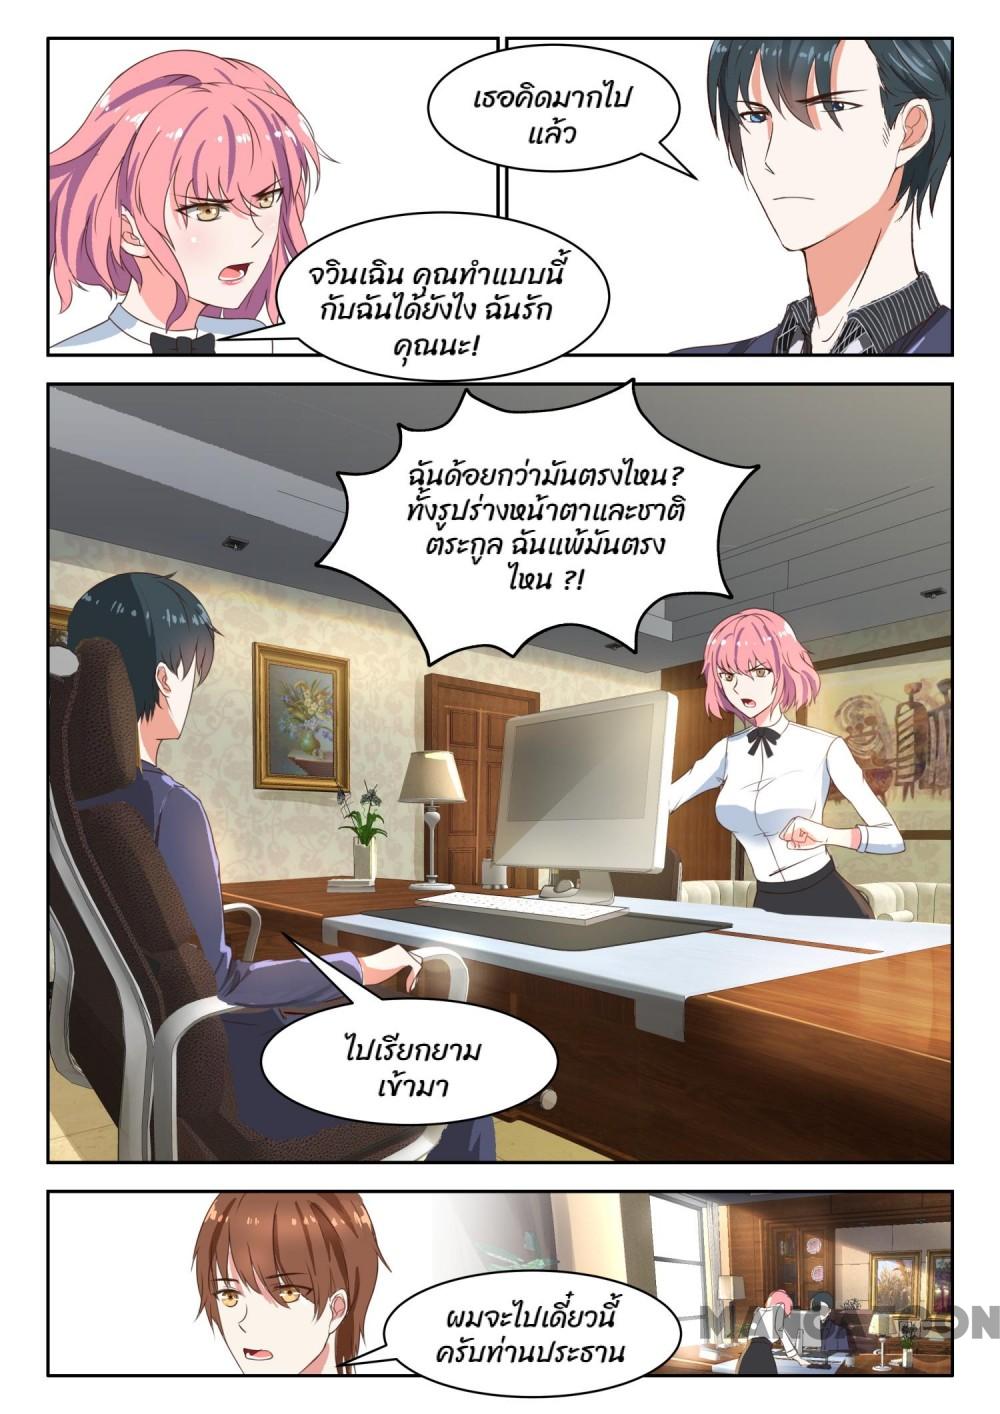 เธอคิดมากไป
แล้ว
จวินเฉิน คุณทำแบบนี้
กับฉันได้ยังไง ฉันรัก
คุณนะ!
ฉันด้อยกว่ามันตรงไหน?
ทั้งรูปร่างหน้าตาและชาติ
ตระกูล ฉันแพ้มันตรง
ไหน ?!
ไปเรียกยาม
เข้ามา
ผมจะไปเดี๋ยวนี้
ครับท่านประธาน
MANGATOON